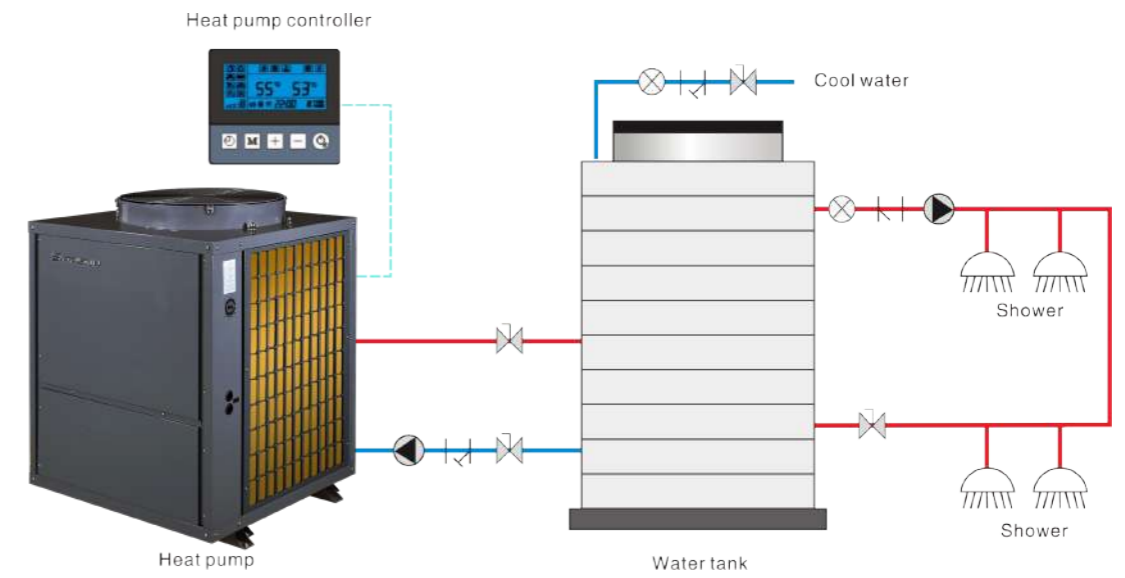 Heat pump controller
55°C 53°C
M
Cool water
Shower
Shower
Heat pump
Water tank